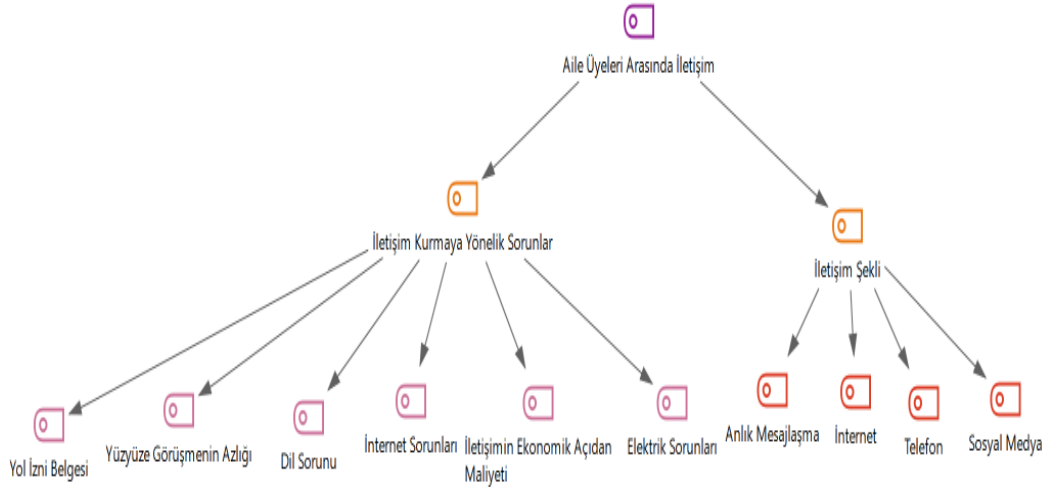 Aile Üyeleri Arasında İletişim
İletişim Kurmaya Yönelik Sorunlar
İletişim Şekli
Yol İzni Belgesi
Yüzyüze Görüşmenin Azlığı
Dil Sorunu
İnternet Sorunları
İletişimin Ekonomik Açıdan
Maliyeti
Elektrik Sorunları
Anlık Mesajlaşma
İnternet
Telefon
Sosyal Medya